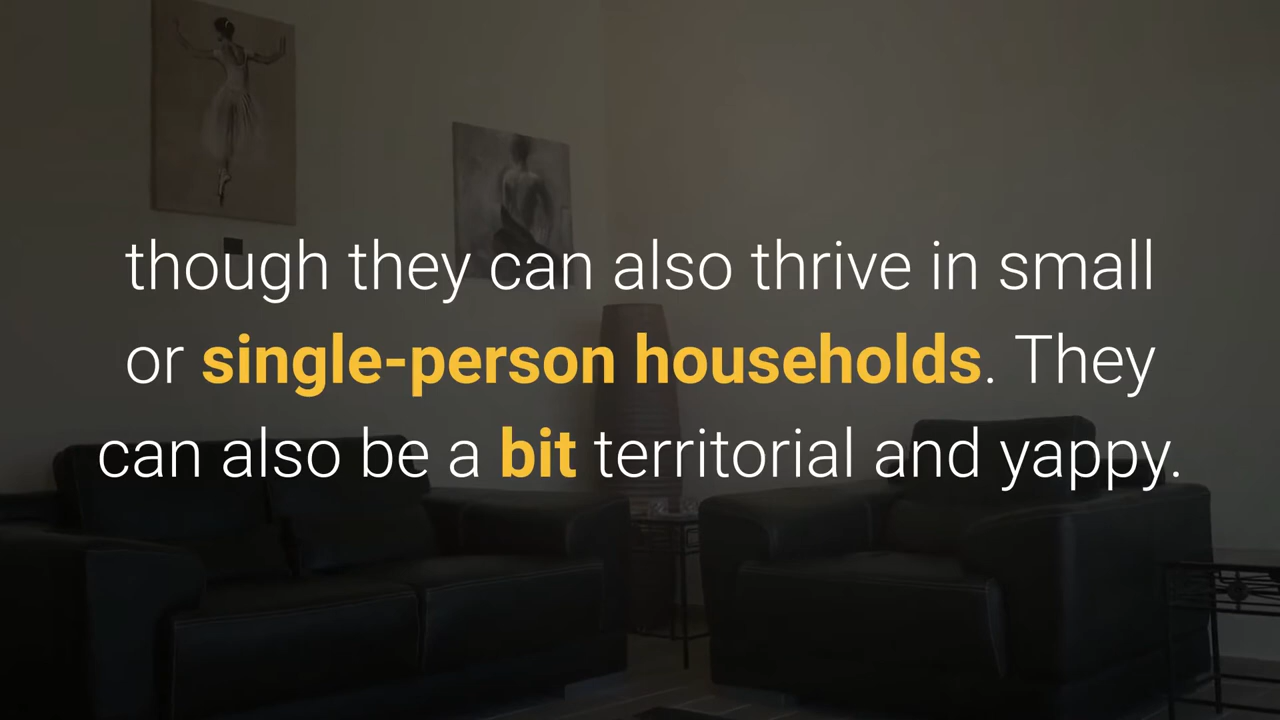 though they can also thrive in small
or single-person households. They
can also be a bit territorial and yappy.